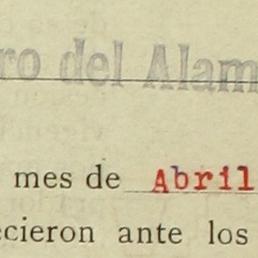 ro del Alam
mes de Abril
ecieron ante los